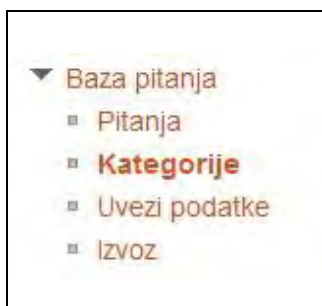 Baza pitanja
Pitanja
Kategorije
Uvezi podatke
Izvoz